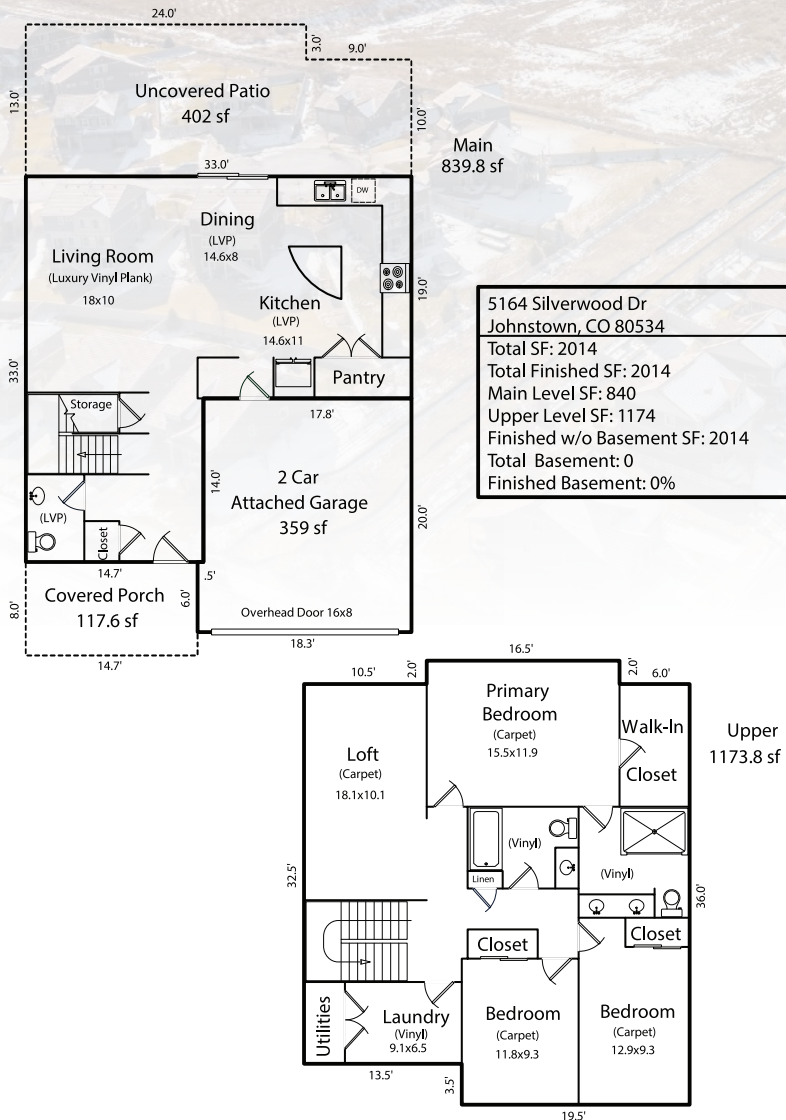 24.0'
3.0'
9.0'
13.0'
Uncovered Patio
402 sf
10.0'
Main
839.8 sf
33.0'
DW
Dining
(LVP)
14.6x8
Living Room
(Luxury Vinyl Plank)
18x10
19.0'
Kitchen
(LVP)
14.6x11
33.0'
Pantry
Storage
17.8'
14.0'
2 Car
Attached Garage
359 sf
20.0'
(LVP)
Closet
14.7'
.5'
8.0'
Covered Porch
117.6 sf
6.0'
Overhead Door 16x8
18.3'
14.7'
5164 Silverwood Dr
Johnstown, CO 80534
Total SF: 2014
Total Finished SF: 2014
Main Level SF: 840
Upper Level SF: 1174
Finished w/o Basement SF: 2014
Total Basement: 0
Finished Basement: 0%
16.5'
10.5'
2.0'
2.0'
6.0'
Primary
Bedroom
(Carpet)
15.5x11.9
Walk-In
Closet
Upper
1173.8 sf
Loft
(Carpet)
18.1x10.1
(Vinyl)
Linen
(Vinyl)
32.5'
36.0'
Closet
Closet
Utilities
Laundry
(Vinyl)
9.1x6.5
Bedroom
(Carpet)
11.8x9.3
Bedroom
(Carpet)
12.9x9.3
13.5'
3.5'
19.5'